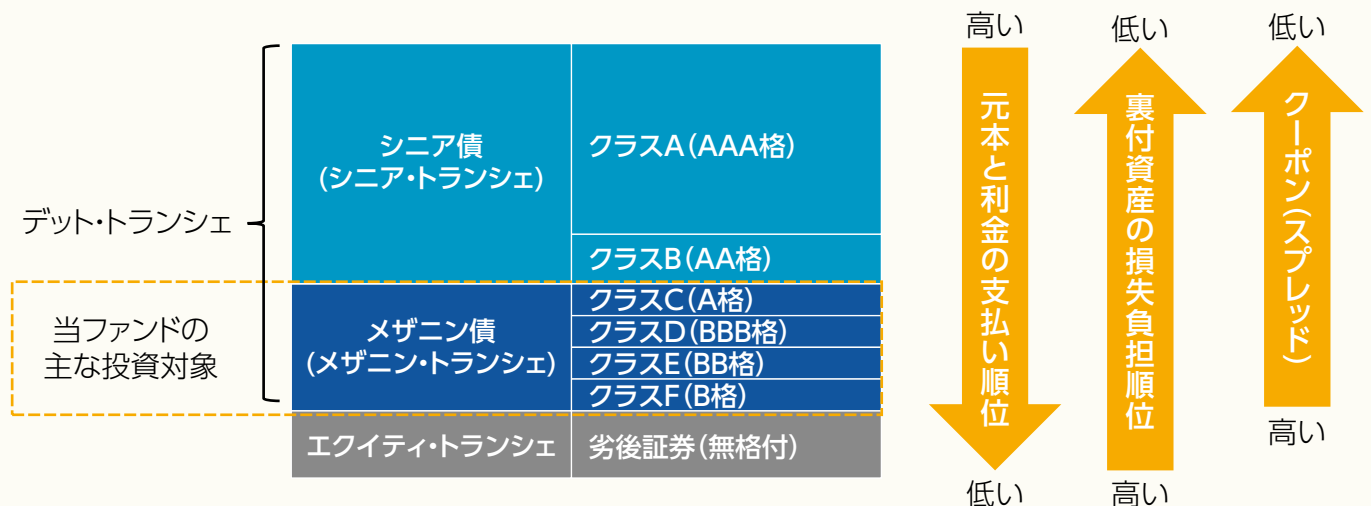 デット・トランシェ
当ファンドの
主な投資対象
シニア債
(シニア・トランシェ)
クラスA(AAA格)
クラスB(AA格)
メザニン債
(メザニン・トランシェ)
クラスC(A格)
クラスD(BBB格)
クラスE(BB格)
クラスF(B格)
エクイティ・トランシェ
劣後証券(無格付)
高い
元本と利金の支払い順位
低い
低い
裏付資産の損失負担順位
高い
低い
クーポン(スプレッド)
高い